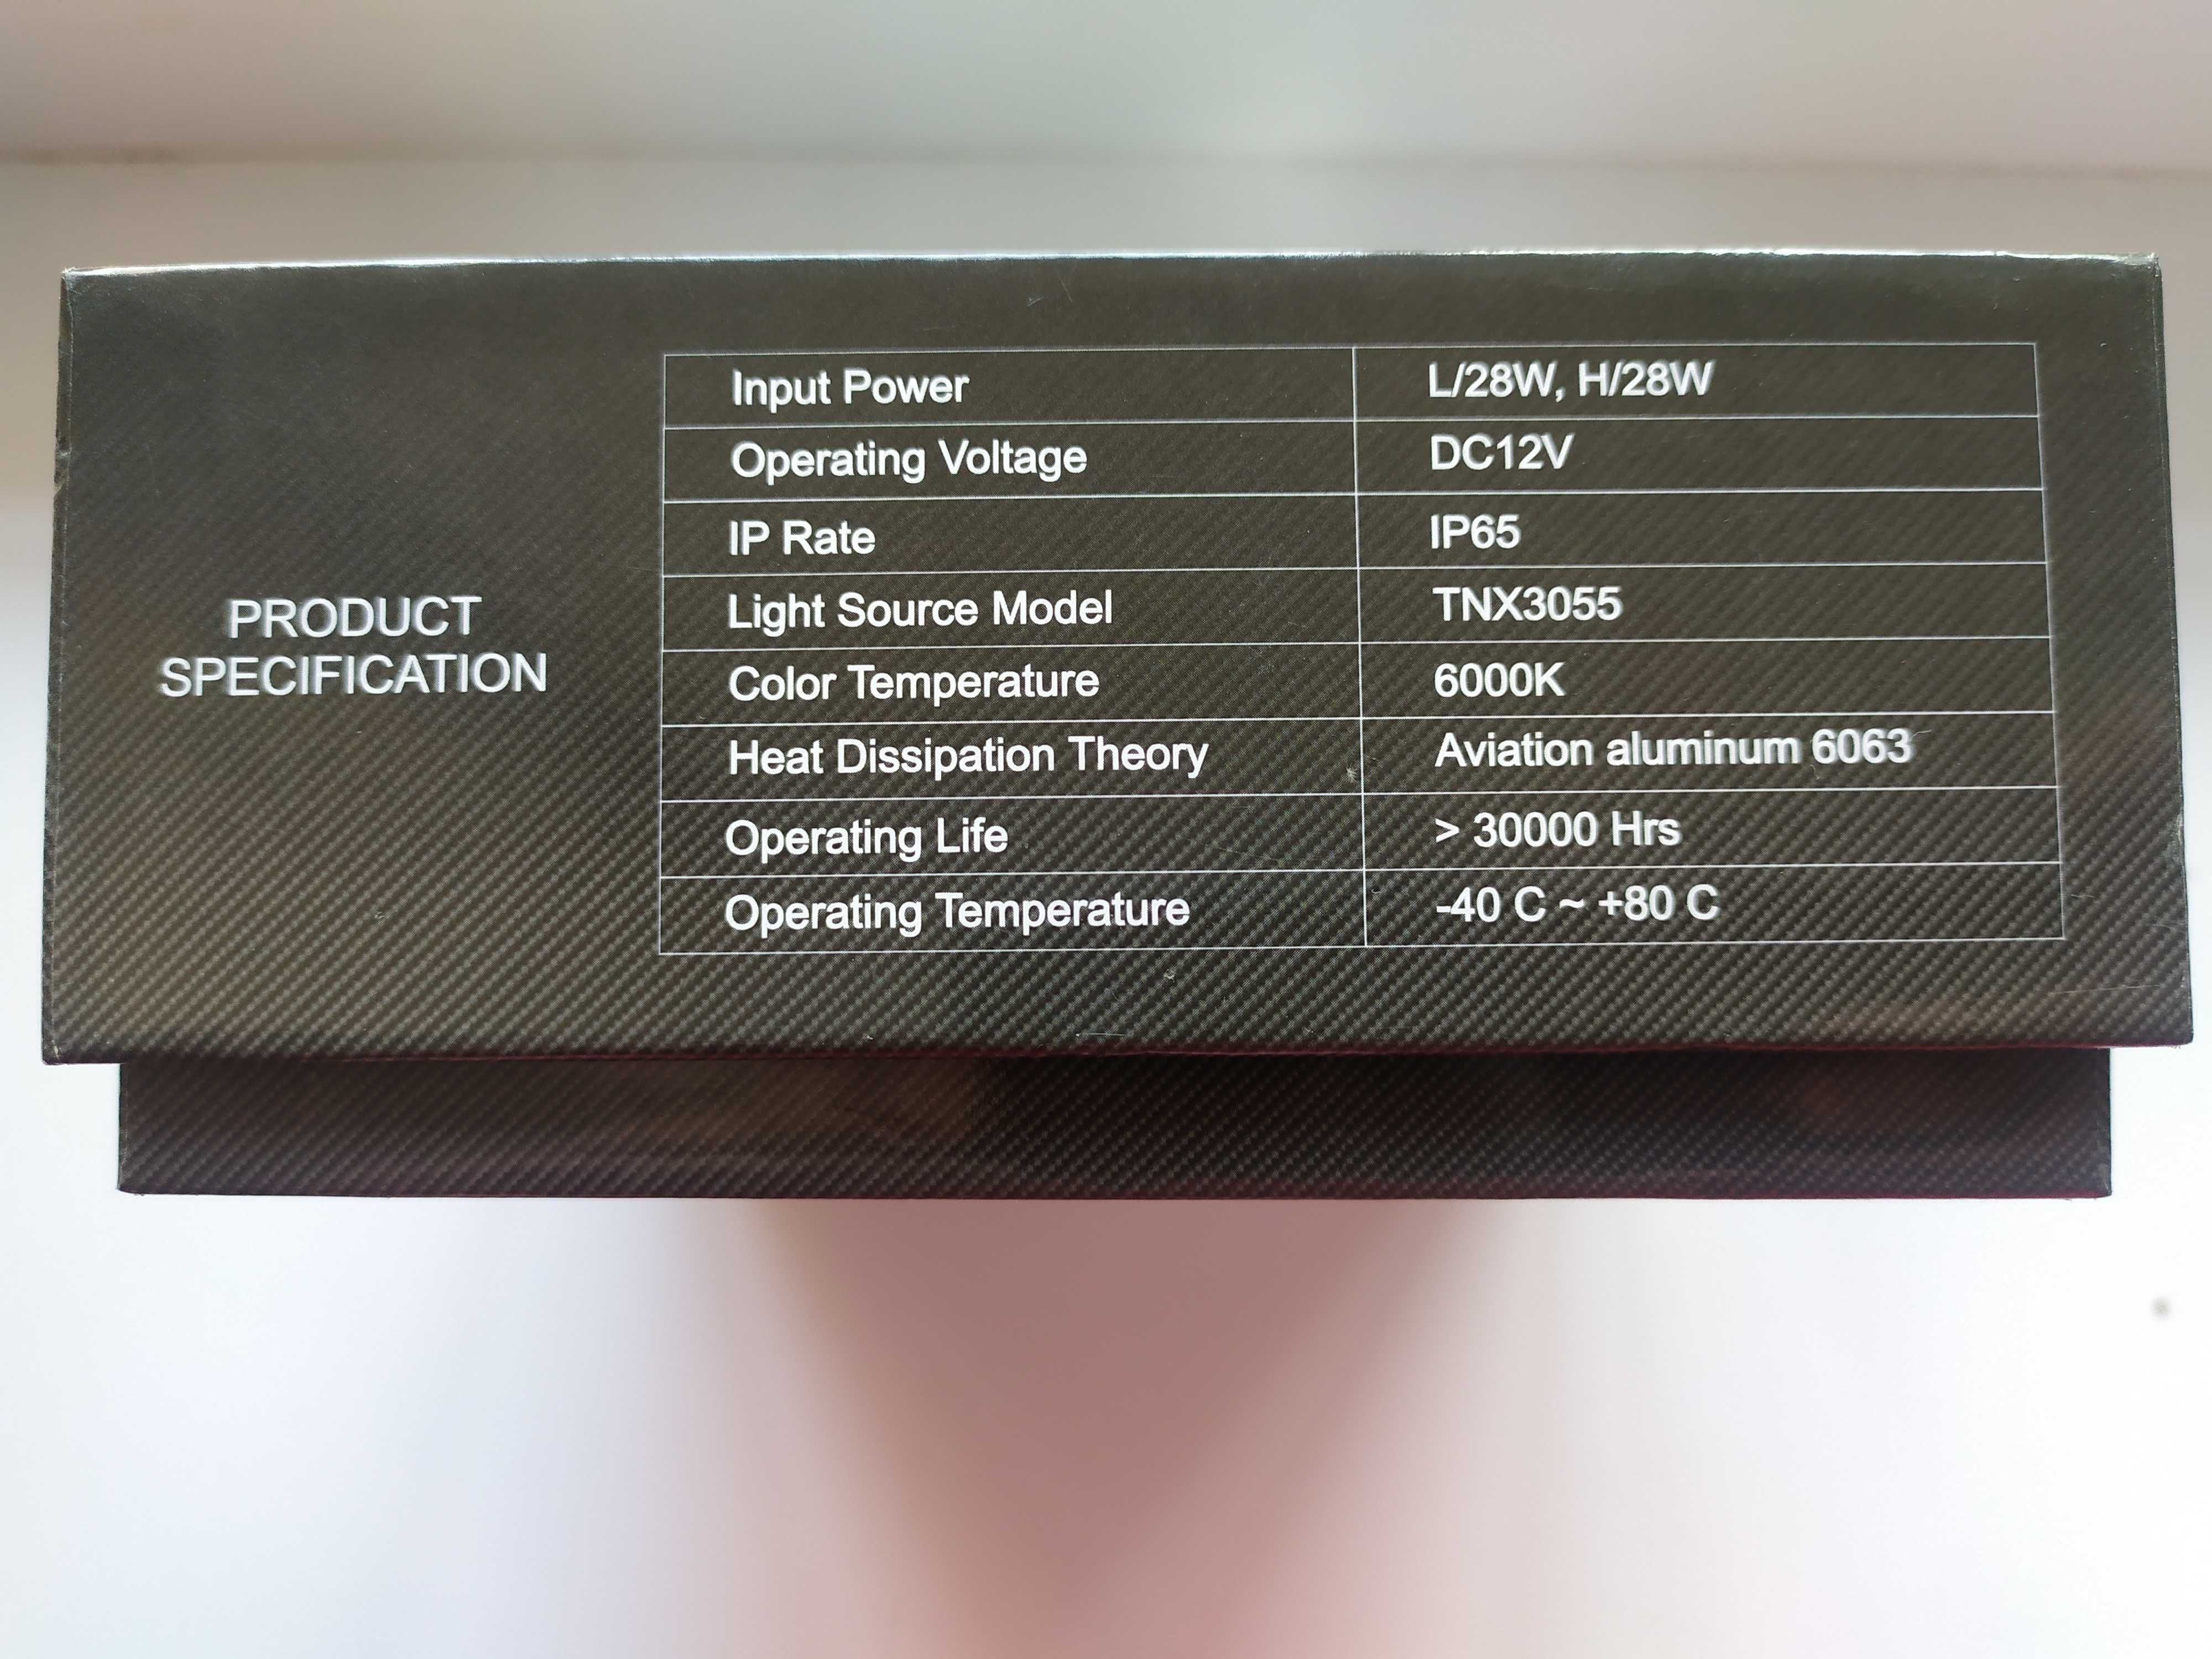 PRODUCT
SPECIFICATION
Input Power L/28W, H/28W
Operating Voltage DC12V
IP Rate IP65
Light Source Model TNX3055
Color Temperature 6000K
Heat Dissipation Theory Aviation aluminum 6063
Operating Life > 30000 Hrs
Operating Temperature -40 C ~ +80 C